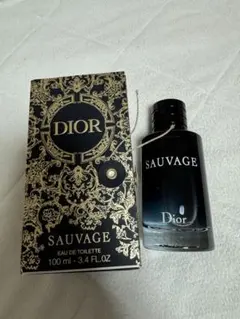 DIOR
SAUVAGE
EAU DE TOILETTE
100 ml - 3.4 FL.OZ
SAUVAGE
Dior